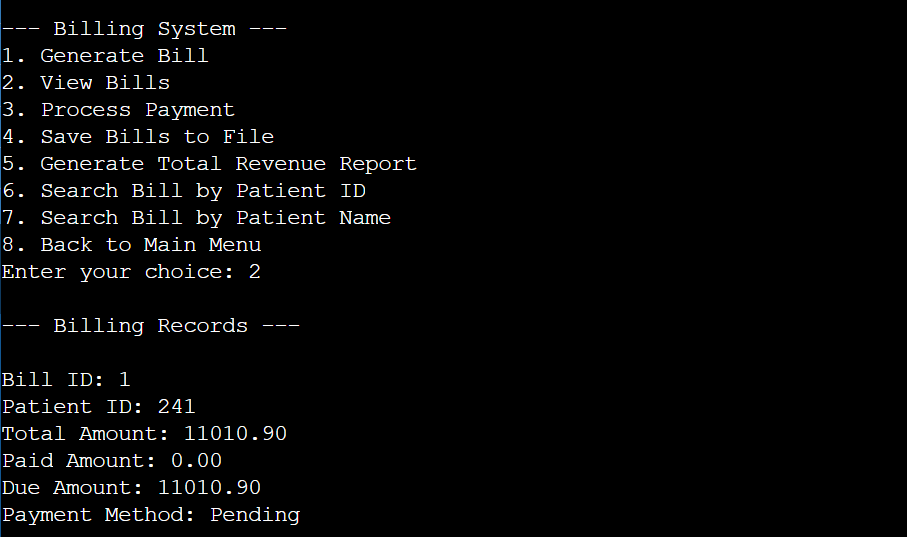 --- Billing System ---
1. Generate Bill
2. View Bills
3. Process Payment
4. Save Bills to File
5. Generate Total Revenue Report
6. Search Bill by Patient ID
7. Search Bill by Patient Name
8. Back to Main Menu
Enter your choice: 2
--- Billing Records ---
Bill ID: 1
Patient ID: 241
Total Amount: 11010.90
Paid Amount: 0.00
Due Amount: 11010.90
Payment Method: Pending